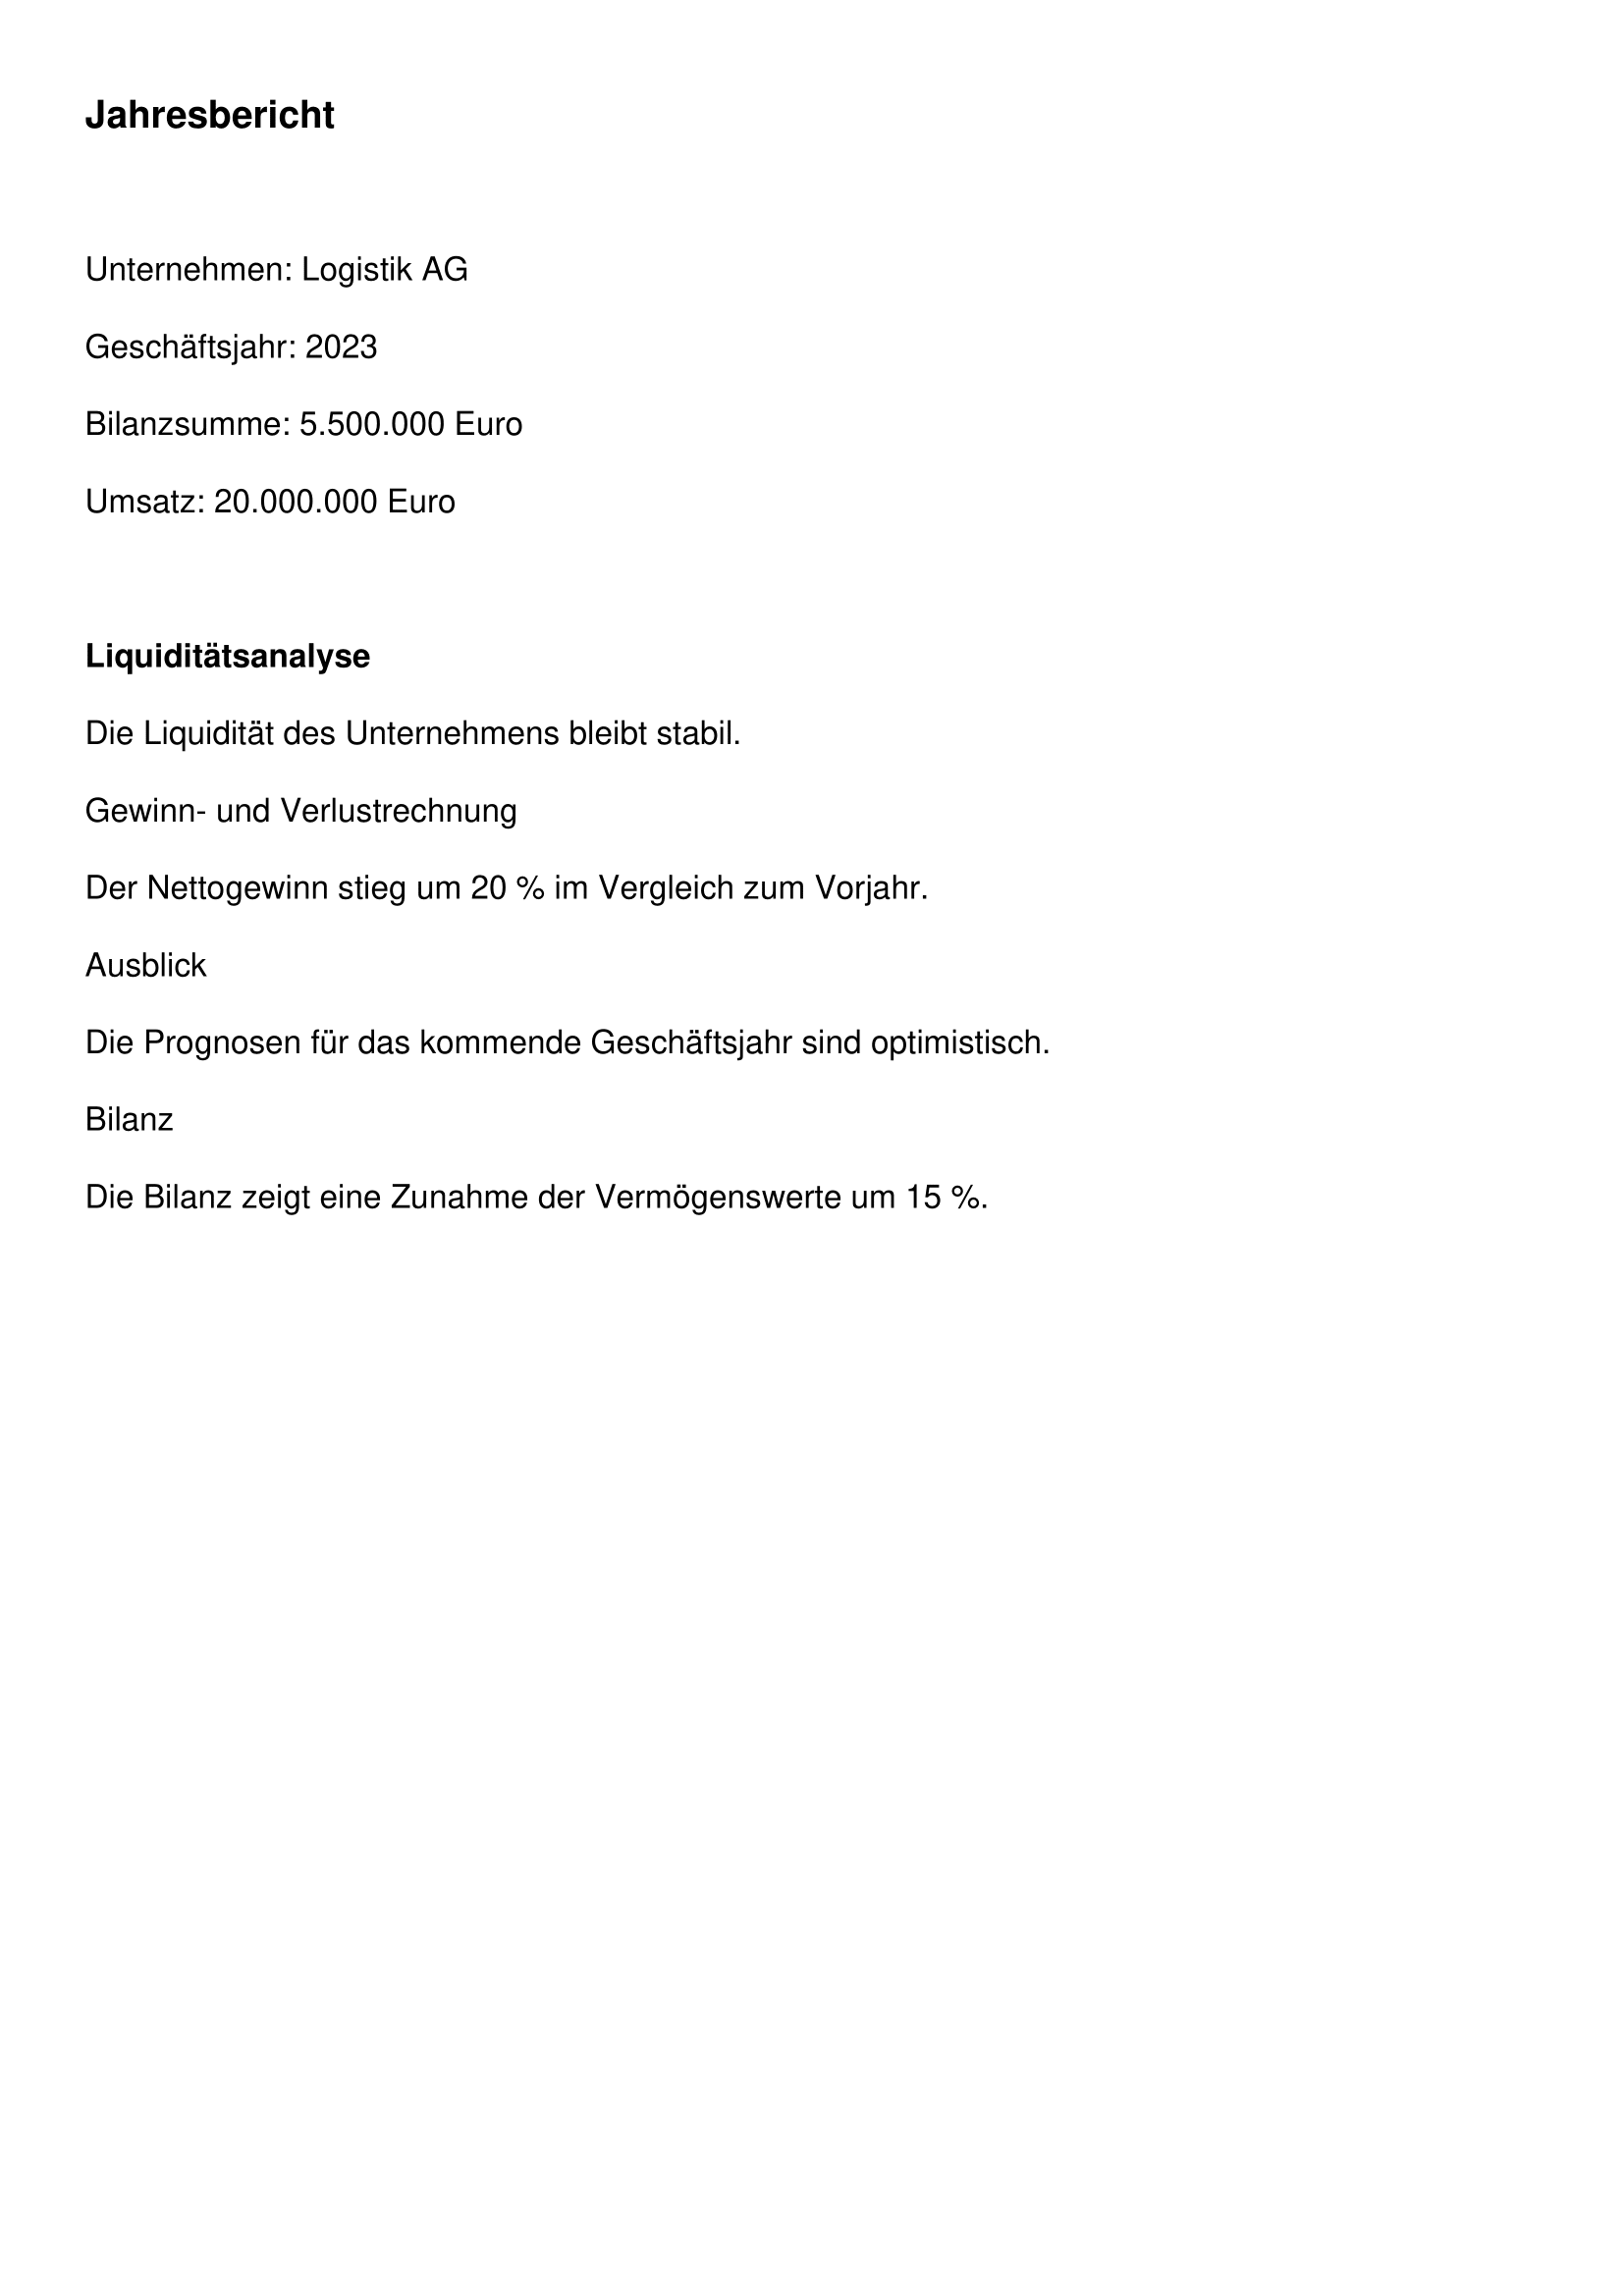 Jahresbericht
Unternehmen: Logistik AG
Geschäftsjahr: 2023
Bilanzsumme: 5.500.000 Euro
Umsatz: 20.000.000 Euro
Liquiditätsanalyse
Die Liquidität des Unternehmens bleibt stabil.
Gewinn- und Verlustrechnung
Der Nettogewinn stieg um 20 % im Vergleich zum Vorjahr.
Ausblick
Die Prognosen für das kommende Geschäftsjahr sind optimistisch.
Bilanz
Die Bilanz zeigt eine Zunahme der Vermögenswerte um 15 %.